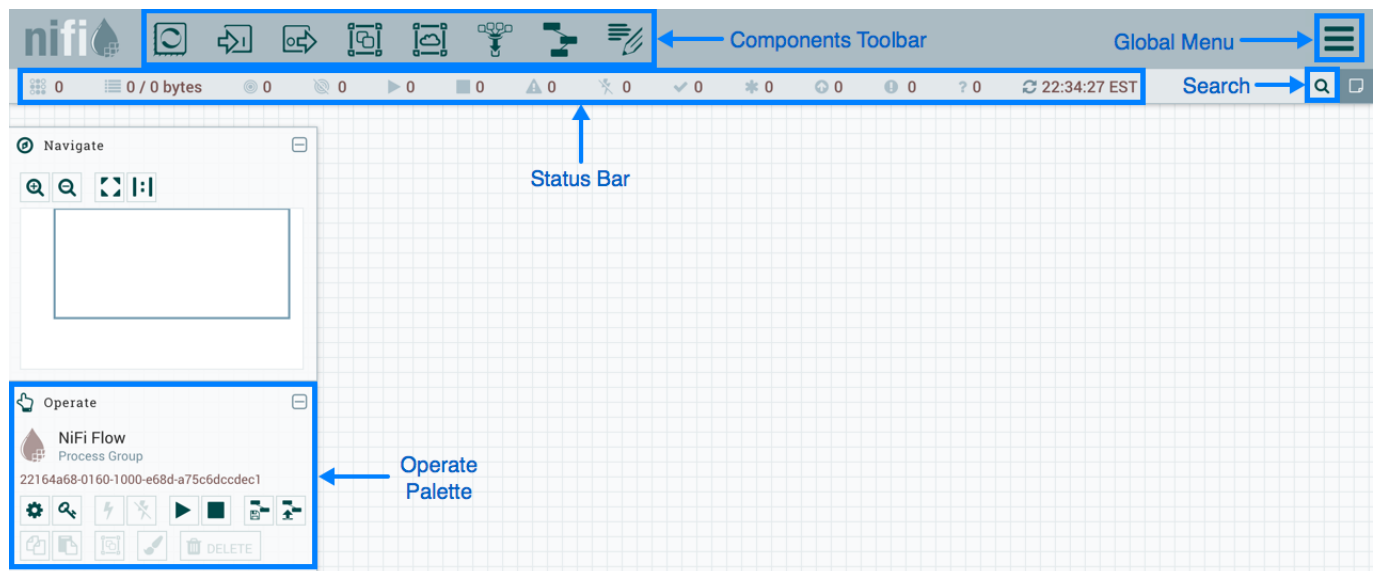 nifi
Components Toolbar
Global Menu
0 0 / 0 bytes 0 0 0 0 0 0 0 0 0 0 ? 0 22:34:27 EST
Search
Navigate
Status Bar
Operate
NiFi Flow
Process Group
22164a68-0160-1000-e68d-a75c6dccdec1
Operate
Palette
DELETE